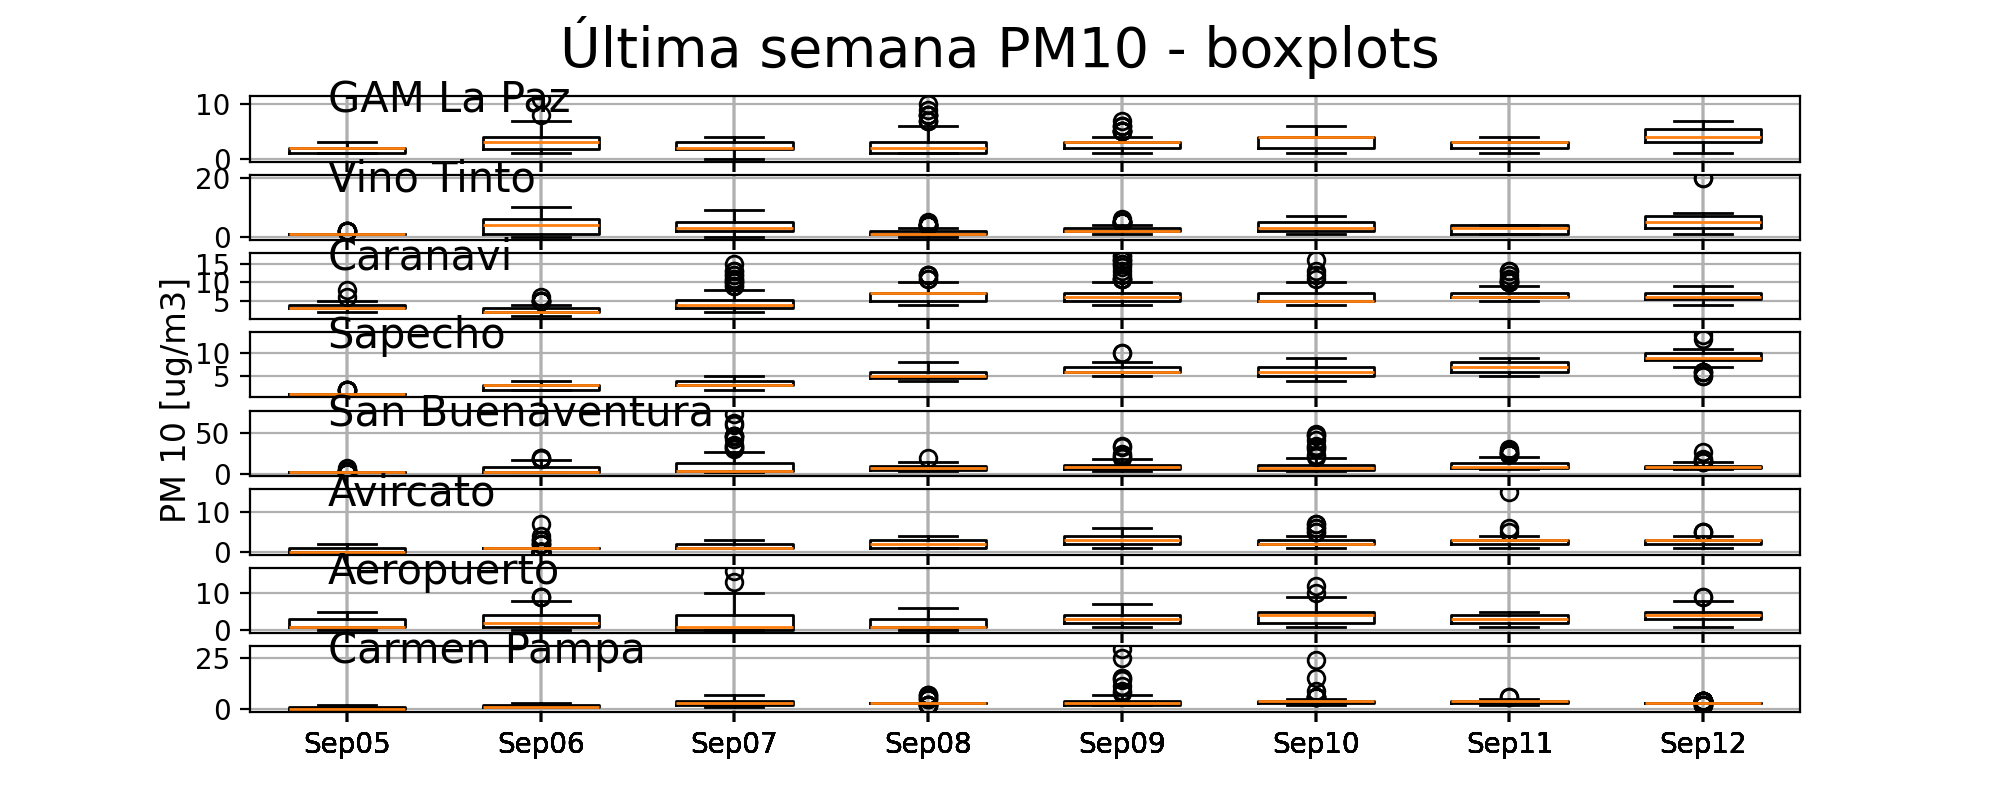 Última semana PM10 - boxplots
GAM La Paz
10
0
Vino Tinto
20
0
Caranavi
15
10
5
Sapecho
10
5
San Buenaventura
50
0
Avircato
10
0
Aeropuerto
10
0
Carmen Pampa
25
0
PM 10 [ug/m3]
Sep05 Sep06 Sep07 Sep08 Sep09 Sep10 Sep11 Sep12